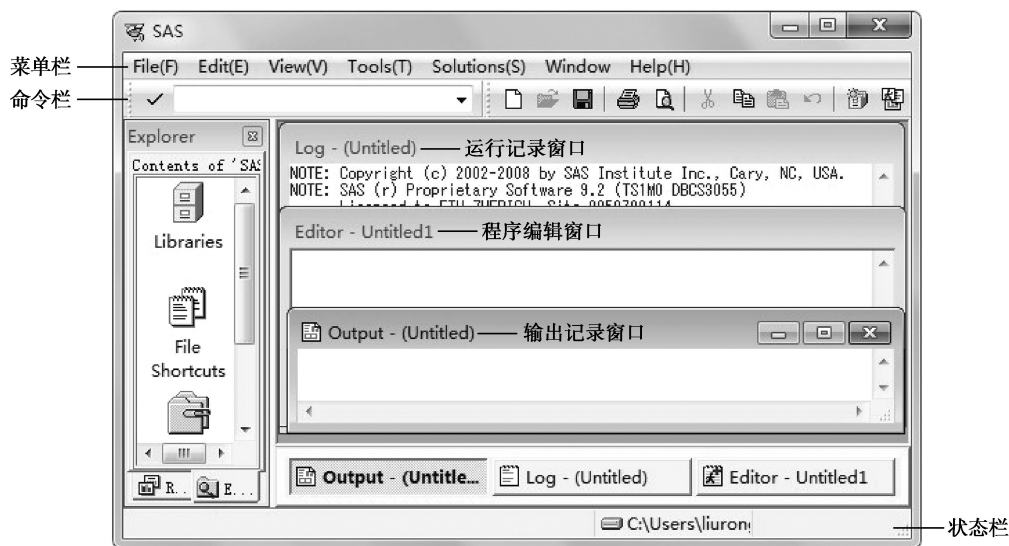 SAS
菜单栏
File(F) Edit(E) View(V) Tools(T) Solutions(S) Window Help(H)
命令栏
Explorer
Contents of 'SAS
Libraries
File
Shortcuts
R..
E...
Log - (Untitled)
运行记录窗口
NOTE: Copyright (c) 2002-2008 by SAS Institute Inc., Cary, NC, USA.
NOTE: SAS (r) Proprietary Software 9.2 (TS1M0 DBCS3055)
Editor - Untitled1
程序编辑窗口
Output - (Untitled)
输出记录窗口
Output - (Untitle...
Log - (Untitled)
Editor - Untitled1
C:\Users\liurong
状态栏